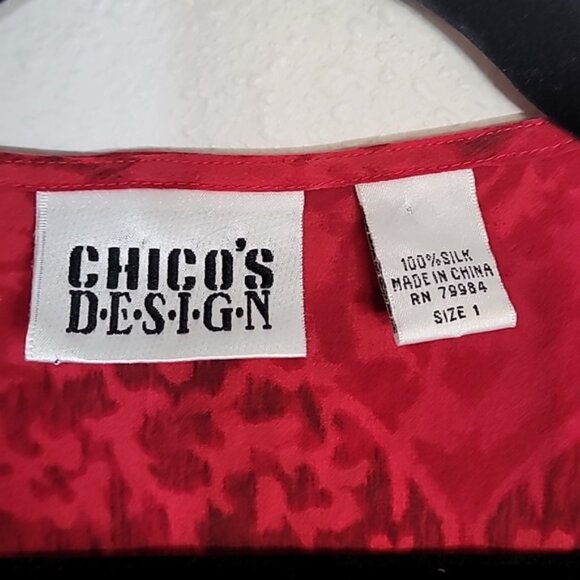 CHICO'S
D·E·S·I·G·N
100% SILK
MADE IN CHINA
RN 79984
SIZE 1